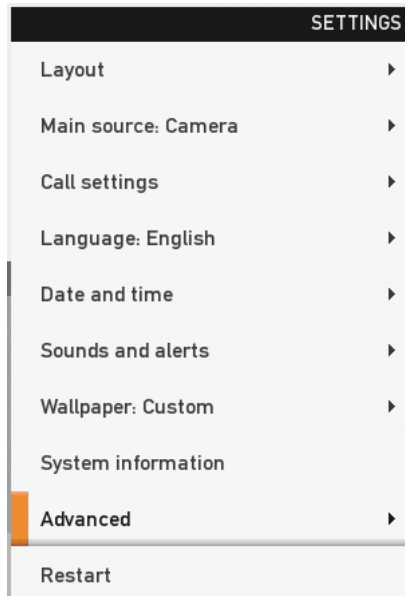 SETTINGS
Layout
Main source: Camera
Call settings
Language: English
Date and time
Sounds and alerts
Wallpaper: Custom
System information
Advanced
Restart